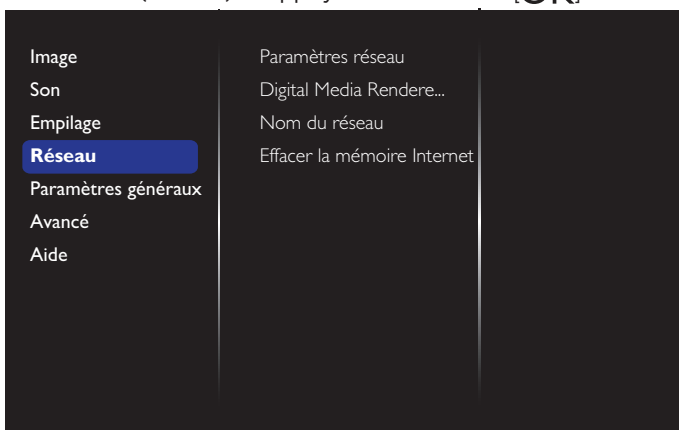 Image
Son
Empilage
Réseau
Paramètres généraux
Avancé
Aide
Paramètres réseau
Digital Media Rendere...
Nom du réseau
Effacer la mémoire Internet